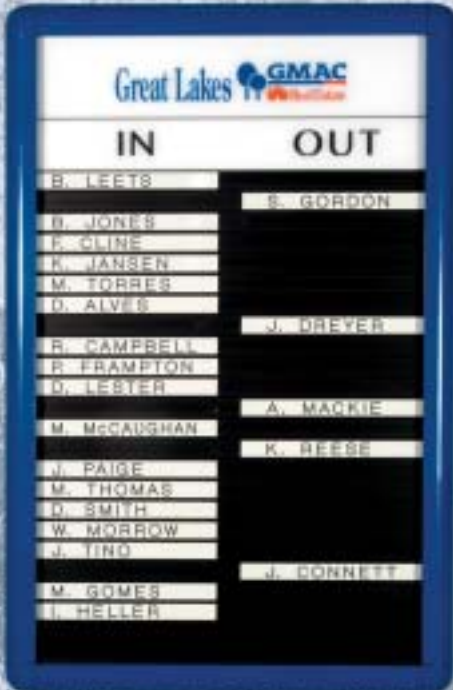 Great Lakes GMAC
Real Estate
IN OUT
B. LEETS
S. GORDON
B. JONES
F. CLINE
K. JANSEN
M. TORRES
D. ALVES
J. DREYER
R. CAMPBELL
P. FRAMPTON
D. LESTER
A. MACKIE
M. McCAUGHAN
K. REESE
J. PAIGE
M. THOMAS
D. SMITH
W. MORROW
J. TINO
J. CONNETT
M. GOMES
I. HELLER